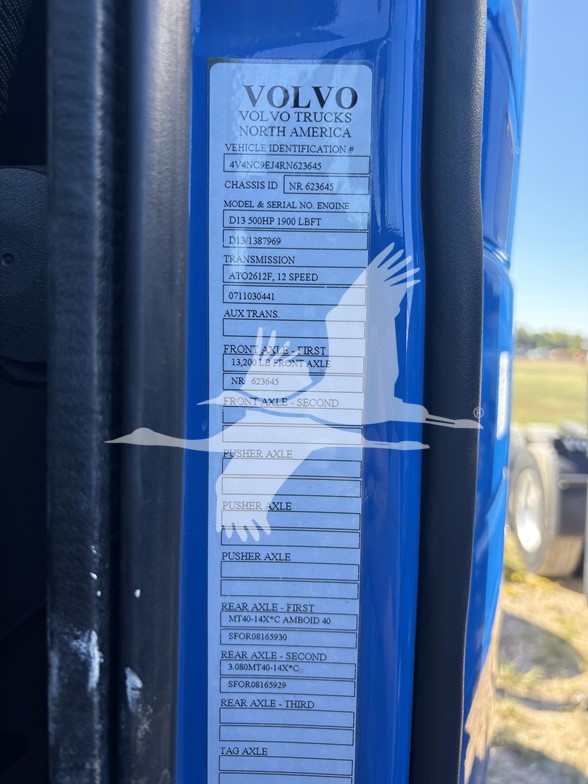 VOLVO
VOLVO TRUCKS
NORTH AMERICA
VEHICLE IDENTIFICATION #
4V4NC9EJ4RN623645
CHASSIS ID NR 623645
MODEL & SERIAL NO. ENGINE
D13 500HP 1900 LBFT
D13/1387969
TRANSMISSION
ATO2612F, 12 SPEED
0711030441
AUX TRANS.
FRONT AXLE - FIRST
13,200 LB FRONT AXLE
NR 623645
FRONT AXLE - SECOND
PUSHER AXLE
PUSHER AXLE
PUSHER AXLE
REAR AXLE - FIRST
MT40-14X*C AMBOID 40
SFOR08165930
REAR AXLE - SECOND
3.080MT40-14X*C
SFOR08165929
REAR AXLE - THIRD
TAG AXLE
®